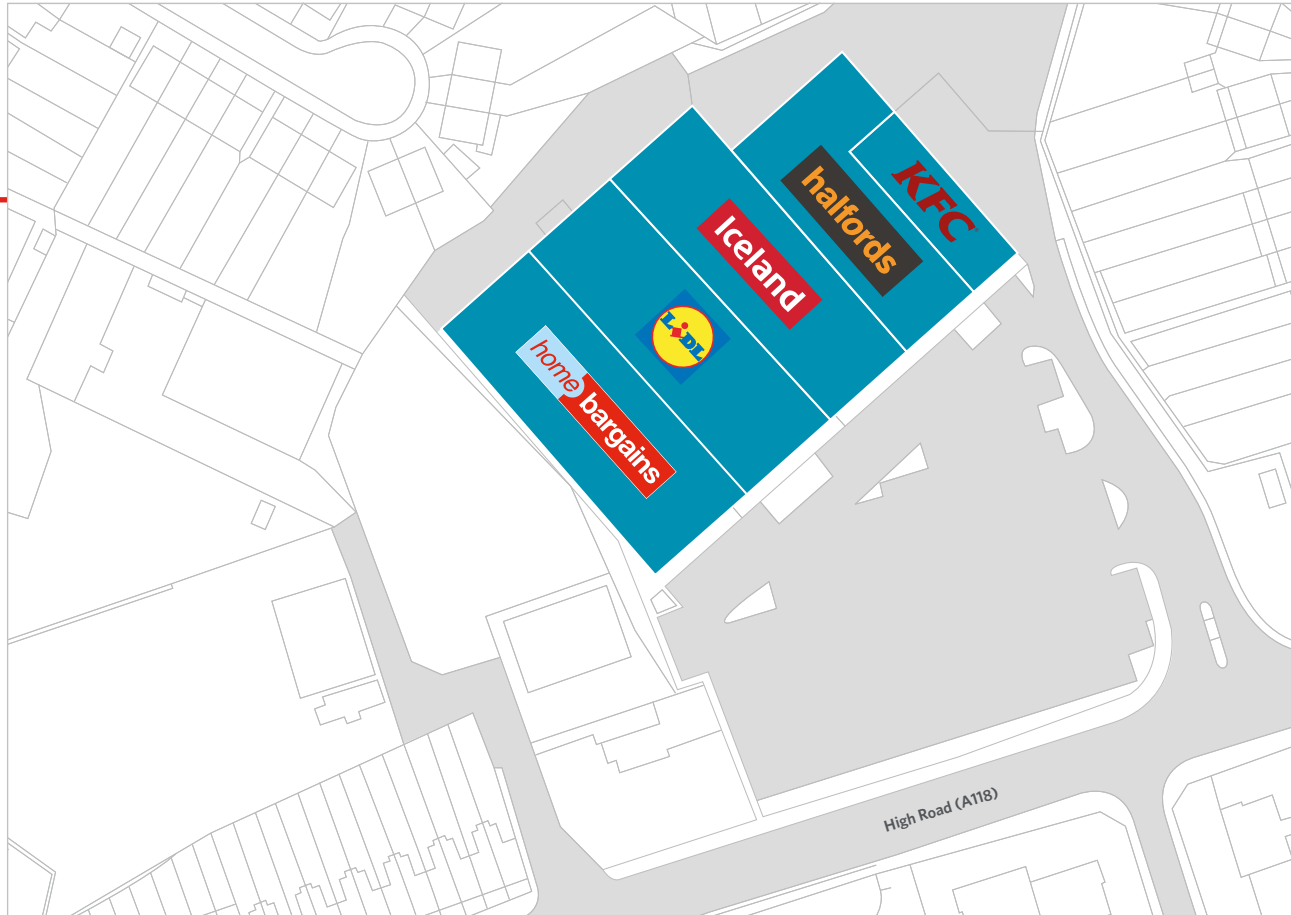 KFC
halfords
Iceland
LIDL
home
bargains
High Road (A118)